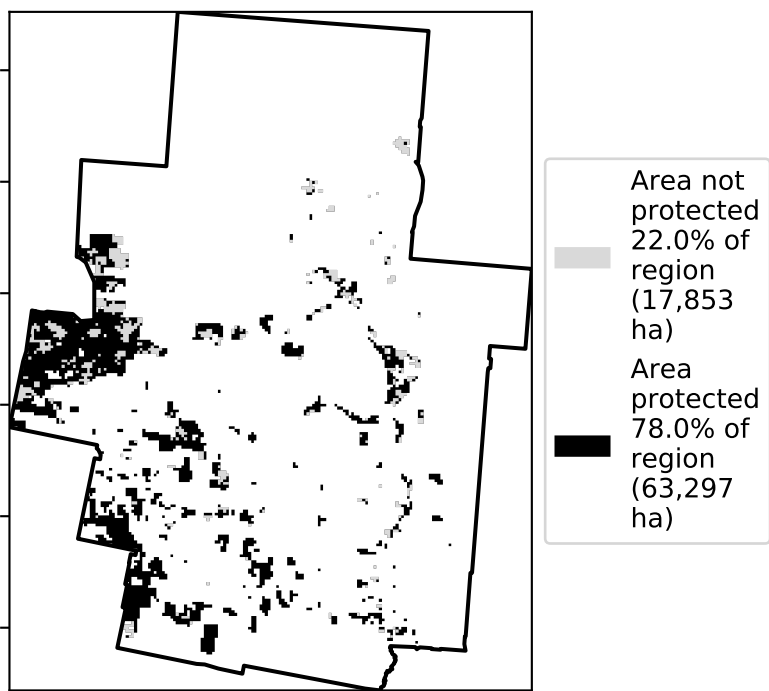 Area not
protected
22.0% of
region
(17,853
ha)
Area
protected
78.0% of
region
(63,297
ha)